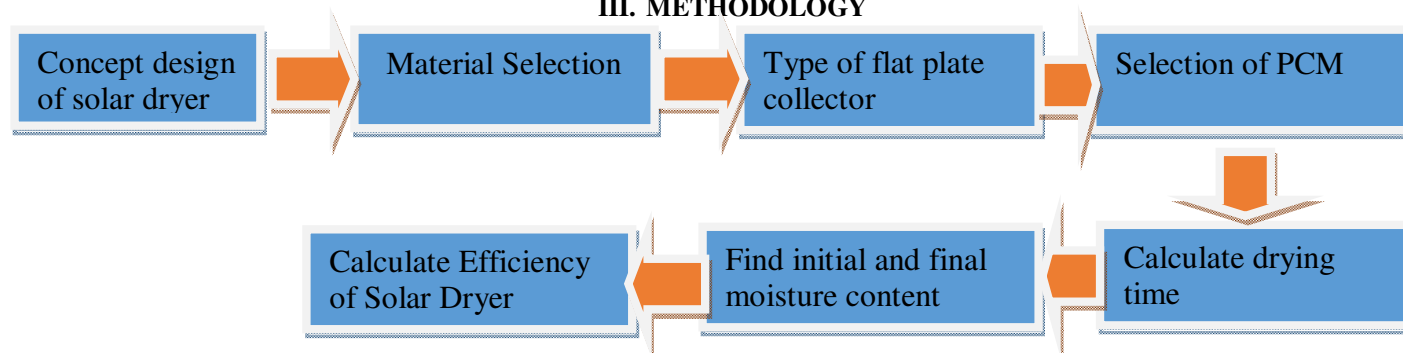 III. METHODOLOGY
Concept design
of solar dryer
Material Selection
Type of flat plate
collector
Selection of PCM
Calculate drying
time
Find initial and final
moisture content
Calculate Efficiency
of Solar Dryer